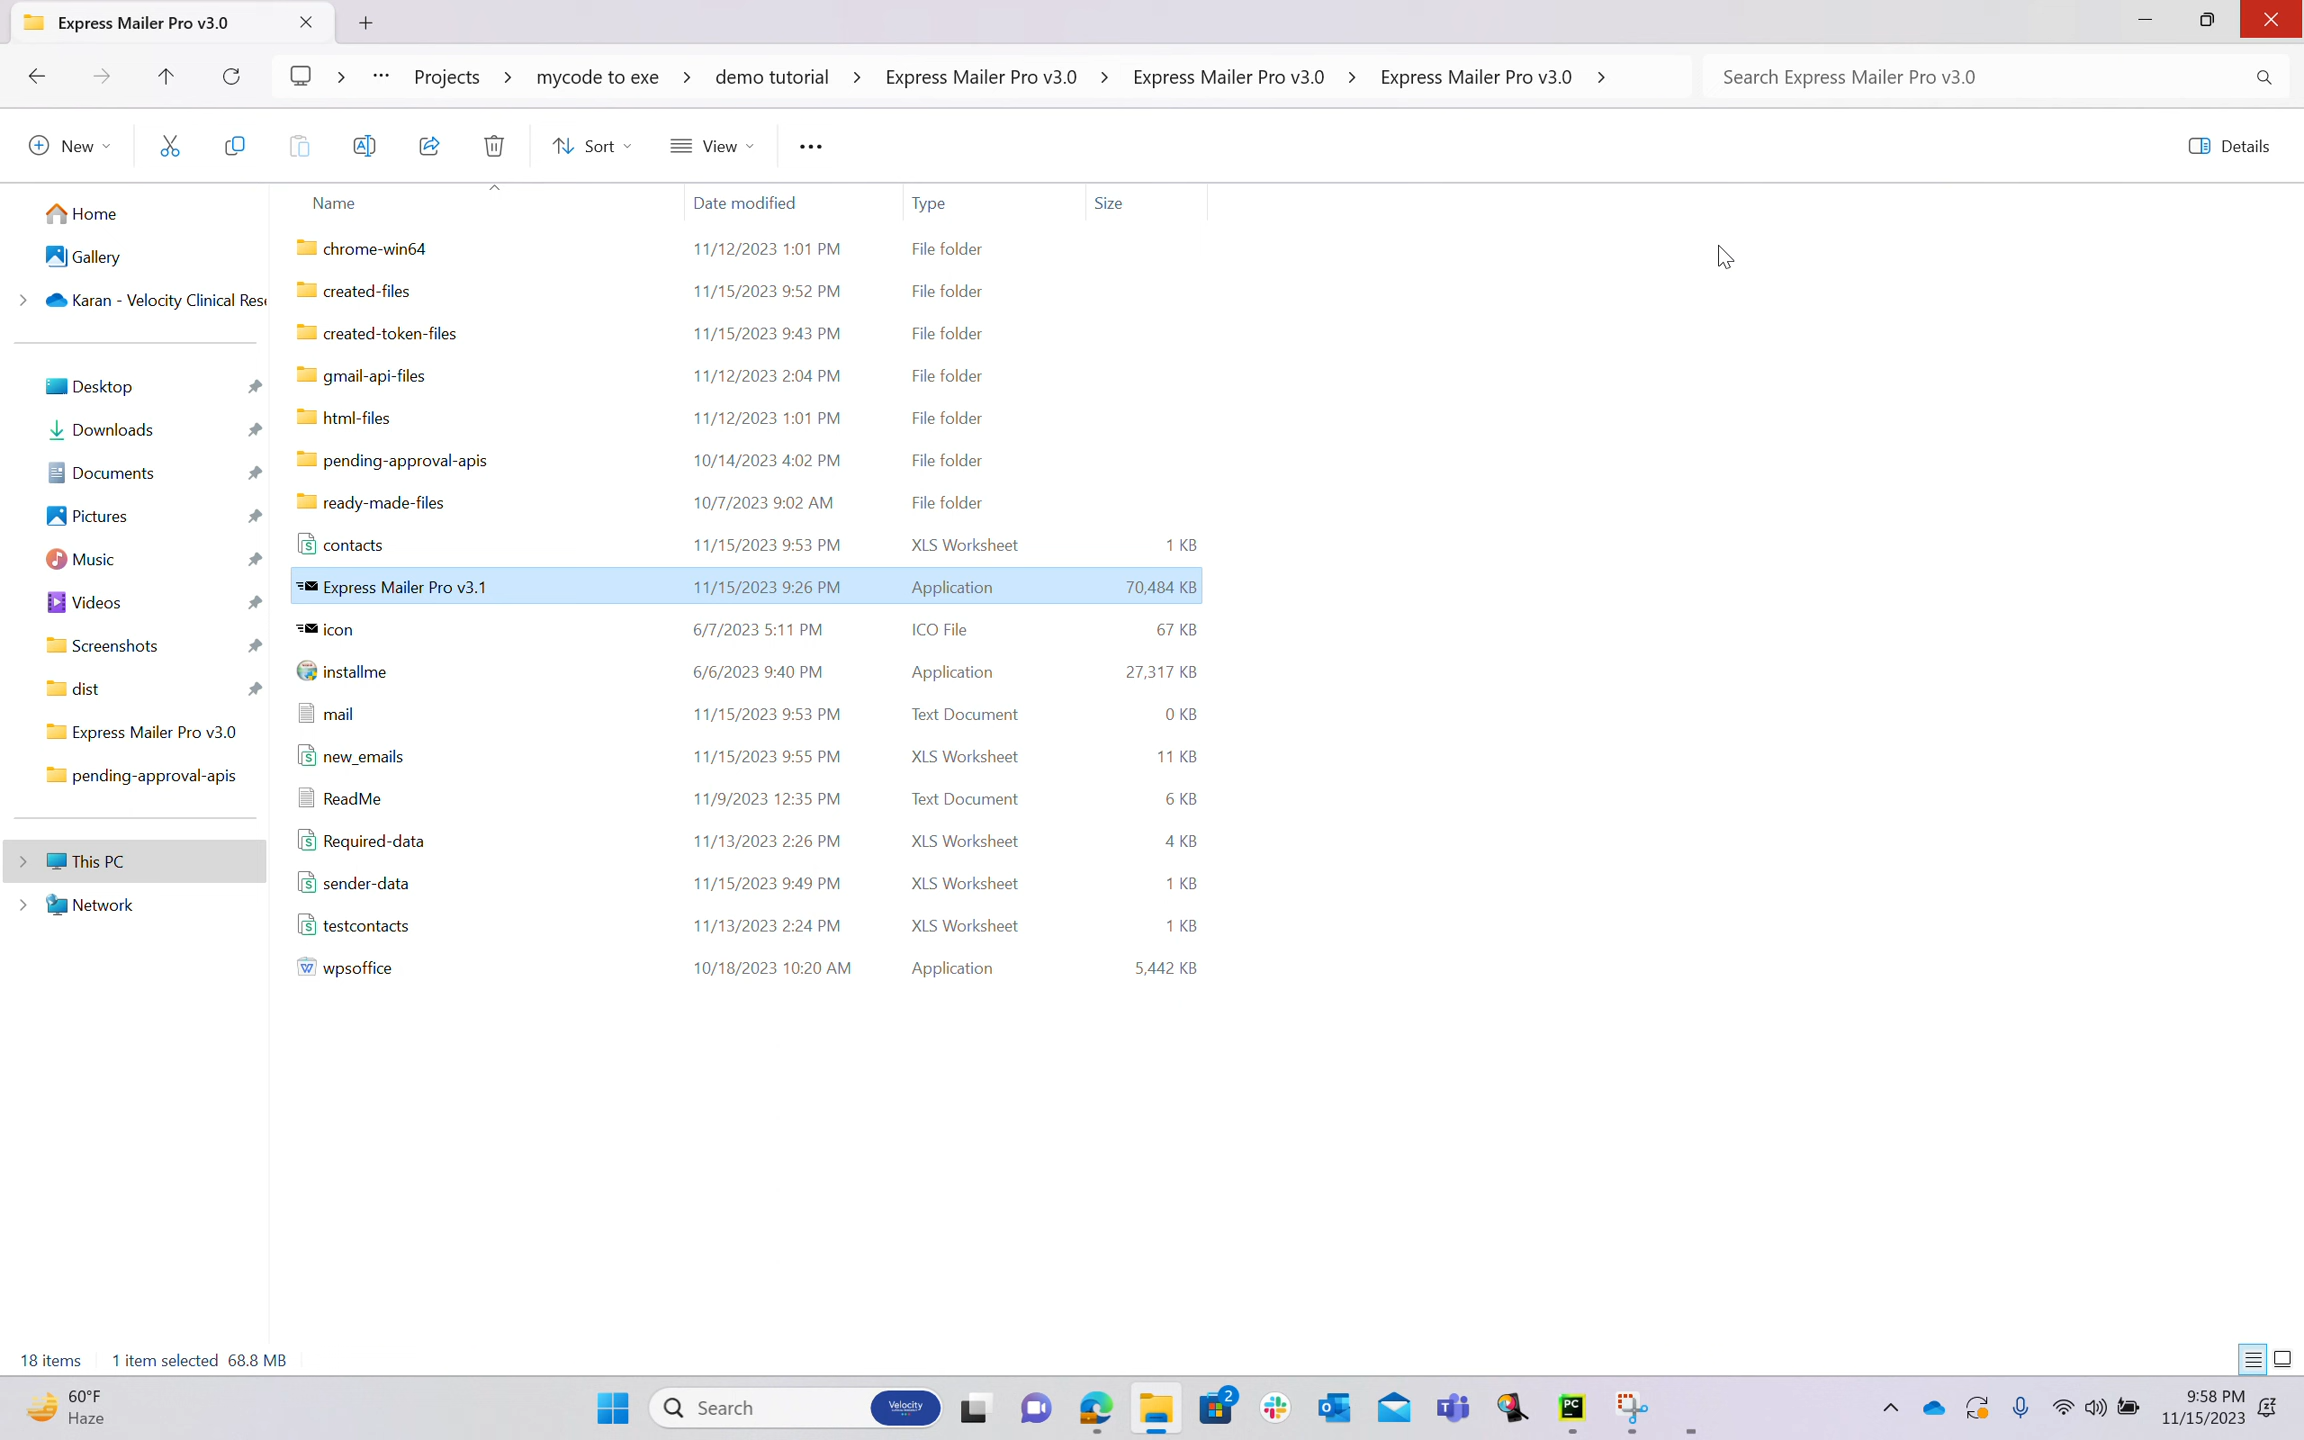 Express Mailer Pro v3.0
Projects mycode to exe demo tutorial Express Mailer Pro v3.0 Express Mailer Pro v3.0 Express Mailer Pro v3.0 Search Express Mailer Pro v3.0
New Sort View Details
Name Date modified Type Size
Home
Gallery
Karan - Velocity Clinical Rese
Desktop
Downloads
Documents
Pictures
Music
Videos
Screenshots
dist
Express Mailer Pro v3.0
pending-approval-apis
This PC
Network
chrome-win64 11/12/2023 1:01 PM File folder
created-files 11/15/2023 9:52 PM File folder
created-token-files 11/15/2023 9:43 PM File folder
gmail-api-files 11/12/2023 2:04 PM File folder
html-files 11/12/2023 1:01 PM File folder
pending-approval-apis 10/14/2023 4:02 PM File folder
ready-made-files 10/7/2023 9:02 AM File folder
contacts 11/15/2023 9:53 PM XLS Worksheet 1 KB
Express Mailer Pro v3.1 11/15/2023 9:26 PM Application 70,484 KB
icon 6/7/2023 5:11 PM ICO File 67 KB
installme 6/6/2023 9:40 PM Application 27,317 KB
mail 11/15/2023 9:53 PM Text Document 0 KB
new_emails 11/15/2023 9:55 PM XLS Worksheet 11 KB
ReadMe 11/9/2023 12:35 PM Text Document 6 KB
Required-data 11/13/2023 2:26 PM XLS Worksheet 4 KB
sender-data 11/15/2023 9:49 PM XLS Worksheet 1 KB
testcontacts 11/13/2023 2:24 PM XLS Worksheet 1 KB
wpsoffice 10/18/2023 10:20 AM Application 5,442 KB
18 items 1 item selected 68.8 MB
60°F
Haze
Search Velocity
2
PC
9:58 PM
11/15/2023